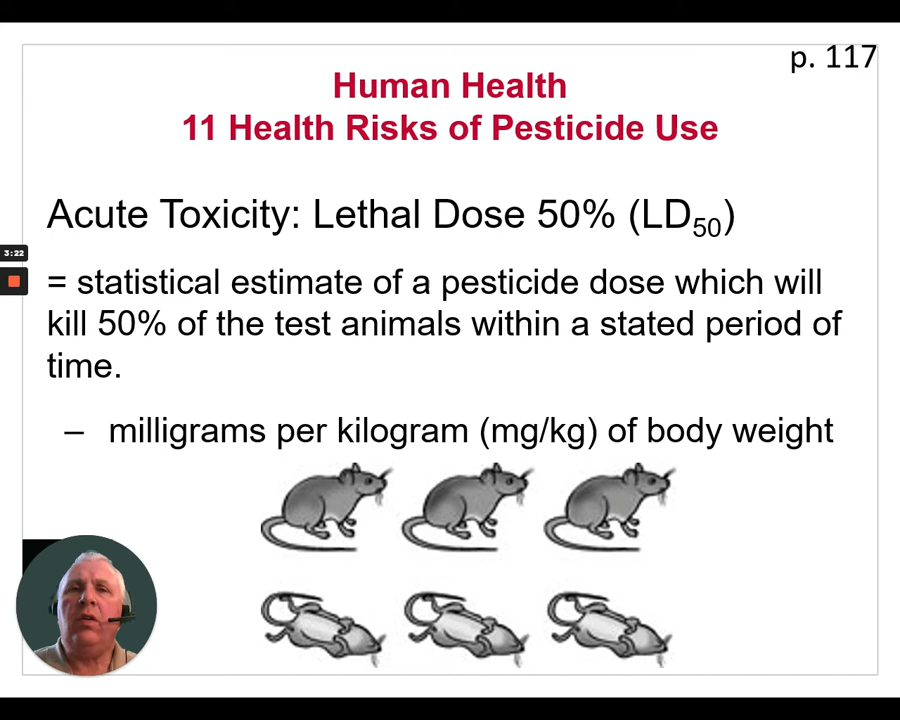 p. 117
Human Health
11 Health Risks of Pesticide Use
Acute Toxicity: Lethal Dose 50% (LD50)
= statistical estimate of a pesticide dose which will
kill 50% of the test animals within a stated period of
time.
– milligrams per kilogram (mg/kg) of body weight
3:22